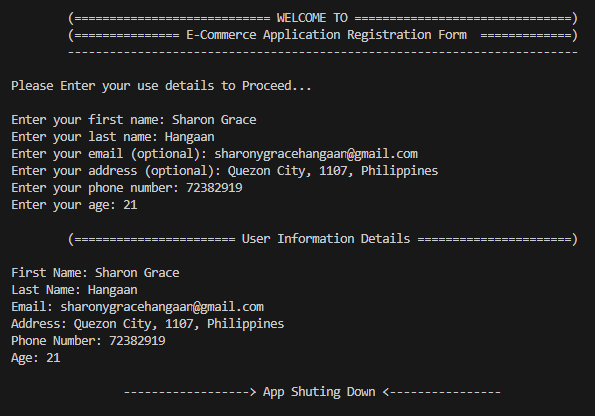 (============================ WELCOME TO ===============================)
(=============== E-Commerce Application Registration Form  =============)
-------------------------------------------------------------------------
Please Enter your use details to Proceed...
Enter your first name: Sharon Grace
Enter your last name: Hangaan
Enter your email (optional): sharonygracehangaan@gmail.com
Enter your address (optional): Quezon City, 1107, Philippines
Enter your phone number: 72382919
Enter your age: 21
(======================= User Information Details ======================)
First Name: Sharon Grace
Last Name: Hangaan
Email: sharonygracehangaan@gmail.com
Address: Quezon City, 1107, Philippines
Phone Number: 72382919
Age: 21
------------------> App Shuting Down <----------------